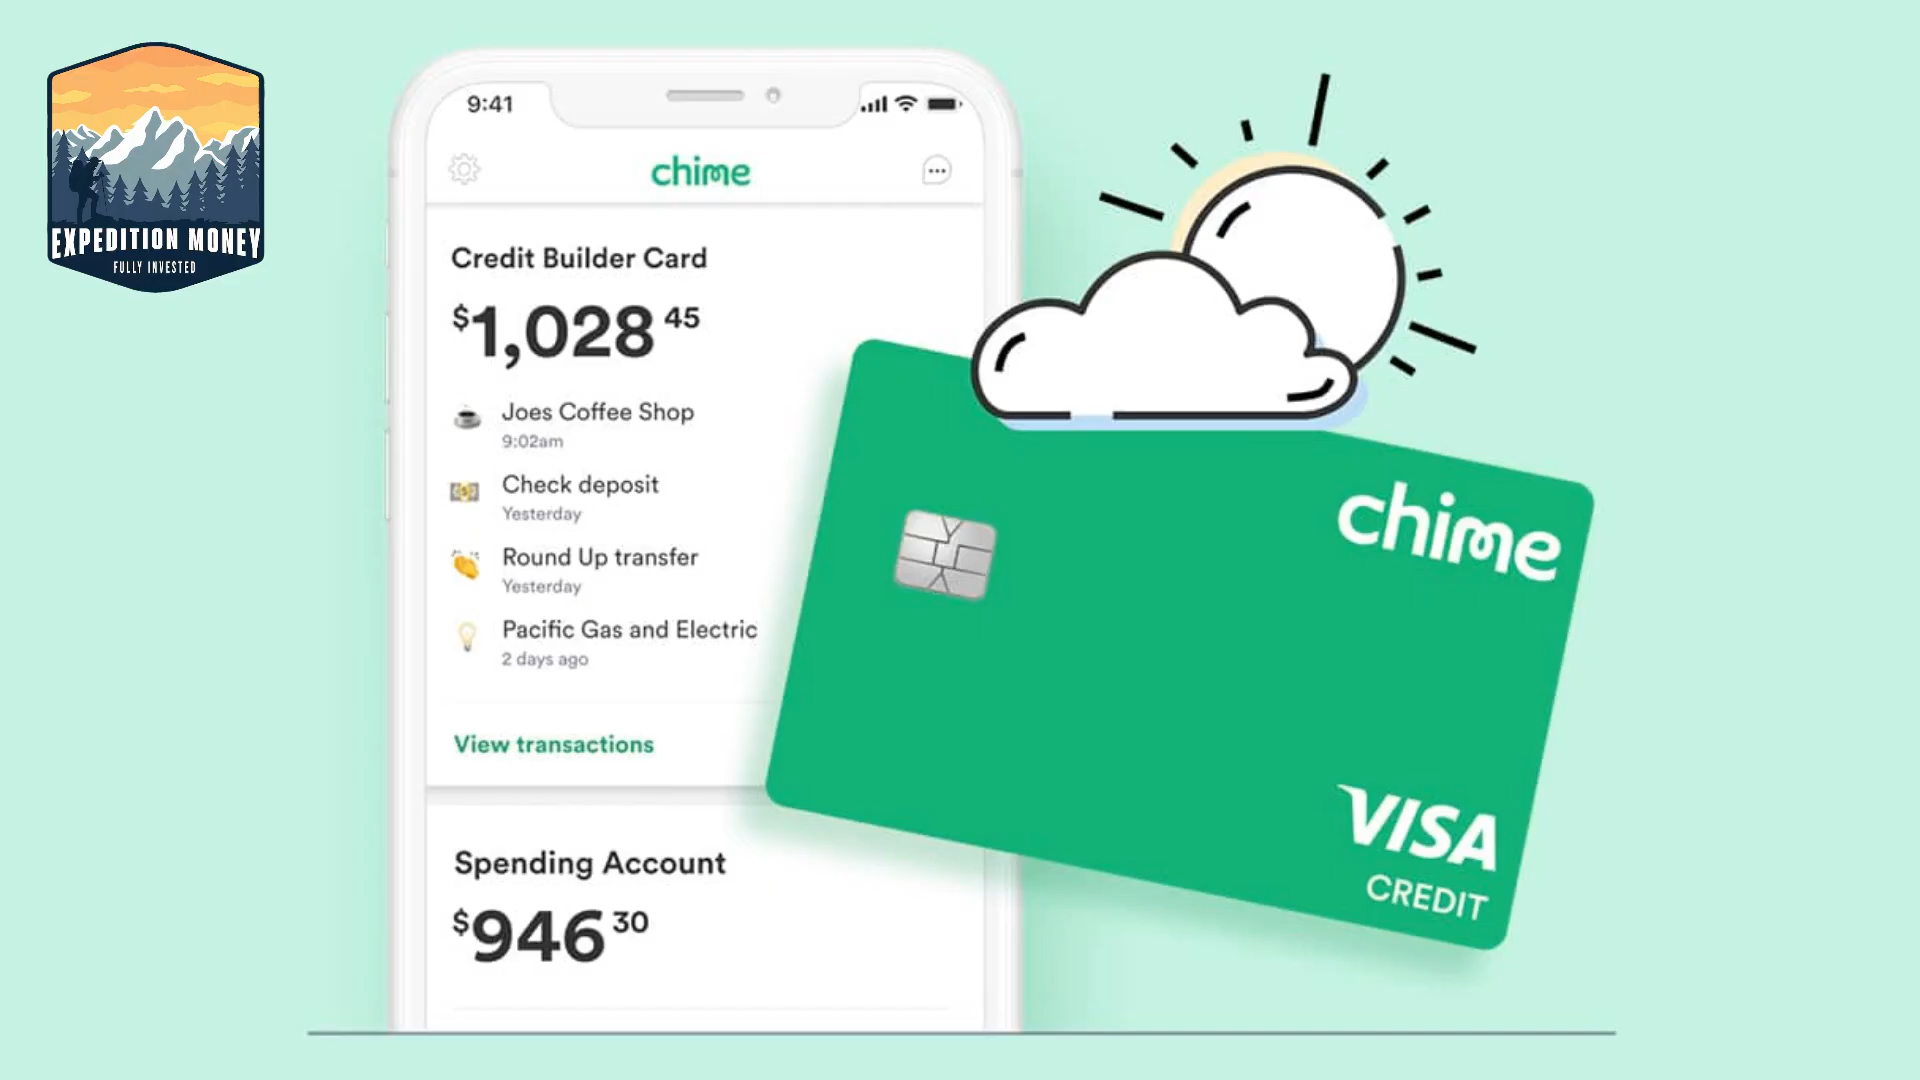 EXPEDITION MONEY
FULLY INVESTED
9:41
chime
Credit Builder Card
$1,028 45
Joes Coffee Shop
9:02am
Check deposit
Yesterday
Round Up transfer
Yesterday
Pacific Gas and Electric
2 days ago
View transactions
Spending Account
$946 30
chime
VISA
CREDIT